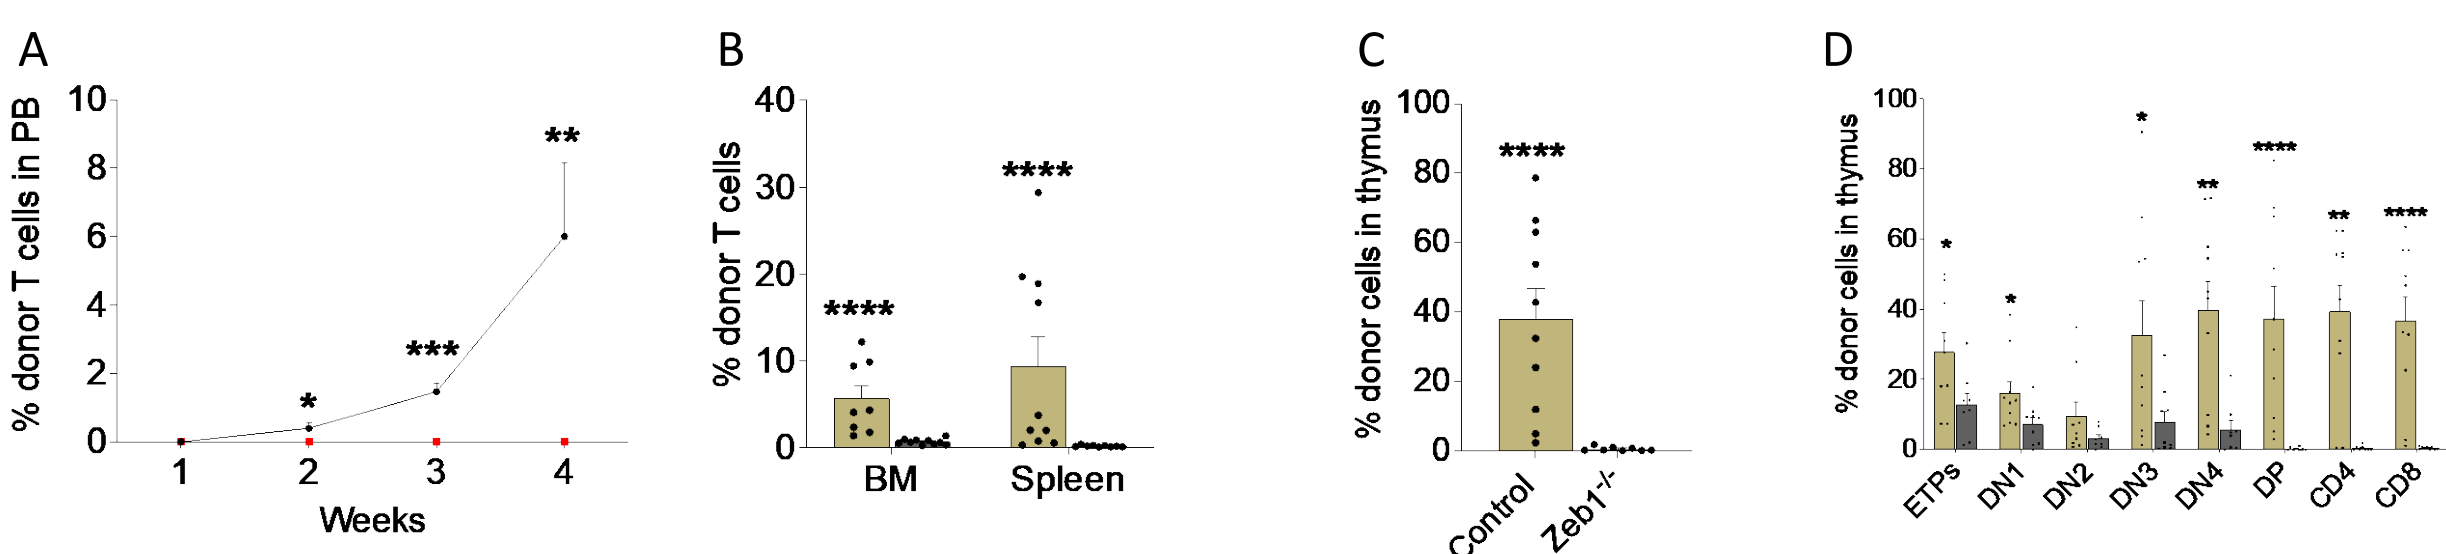 A
% donor T cells in PB
10
8
6
4
2
0
*
***
**
1 2 3 4
Weeks
B
% donor T cells
40
30
20
10
0
****
****
BM Spleen
C
% donor cells in thymus
100
80
60
40
20
0
****
Control Zeb1-/-
D
% donor cells in thymus
100
80
60
40
20
0
*
*
*
**
****
**
****
ETPs DN1 DN2 DN3 DN4 DP CD4 CD8